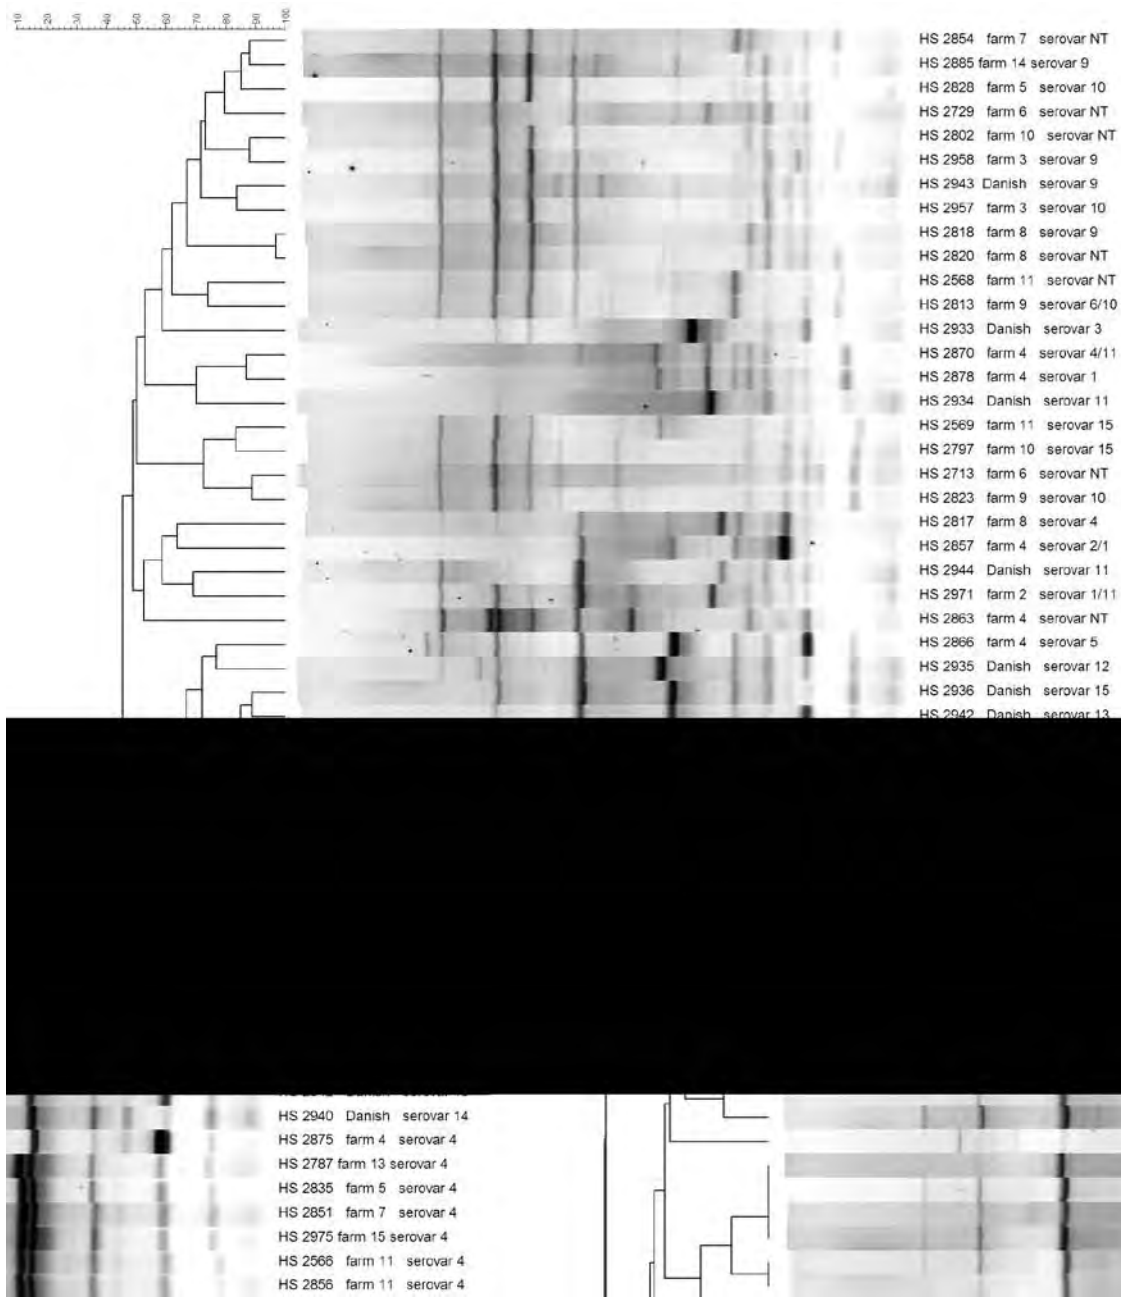 10 20 30 40 50 60 70 80 90 100
HS 2854 farm 7 serovar NT
HS 2885 farm 14 serovar 9
HS 2828 farm 5 serovar 10
HS 2729 farm 6 serovar NT
HS 2802 farm 10 serovar NT
HS 2958 farm 3 serovar 9
HS 2943 Danish serovar 9
HS 2957 farm 3 serovar 10
HS 2818 farm 8 serovar 9
HS 2820 farm 8 serovar NT
HS 2568 farm 11 serovar NT
HS 2813 farm 9 serovar 6/10
HS 2933 Danish serovar 3
HS 2870 farm 4 serovar 4/11
HS 2878 farm 4 serovar 1
HS 2934 Danish serovar 11
HS 2569 farm 11 serovar 15
HS 2797 farm 10 serovar 15
HS 2713 farm 6 serovar NT
HS 2823 farm 9 serovar 10
HS 2817 farm 8 serovar 4
HS 2857 farm 4 serovar 2/1
HS 2944 Danish serovar 11
HS 2971 farm 2 serovar 1/11
HS 2863 farm 4 serovar NT
HS 2866 farm 4 serovar 5
HS 2935 Danish serovar 12
HS 2936 Danish serovar 15
HS 2942 Danish serovar 13
HS 2940 Danish serovar 14
HS 2875 farm 4 serovar 4
HS 2787 farm 13 serovar 4
HS 2835 farm 5 serovar 4
HS 2851 farm 7 serovar 4
HS 2975 farm 15 serovar 4
HS 2566 farm 11 serovar 4
HS 2856 farm 11 serovar 4